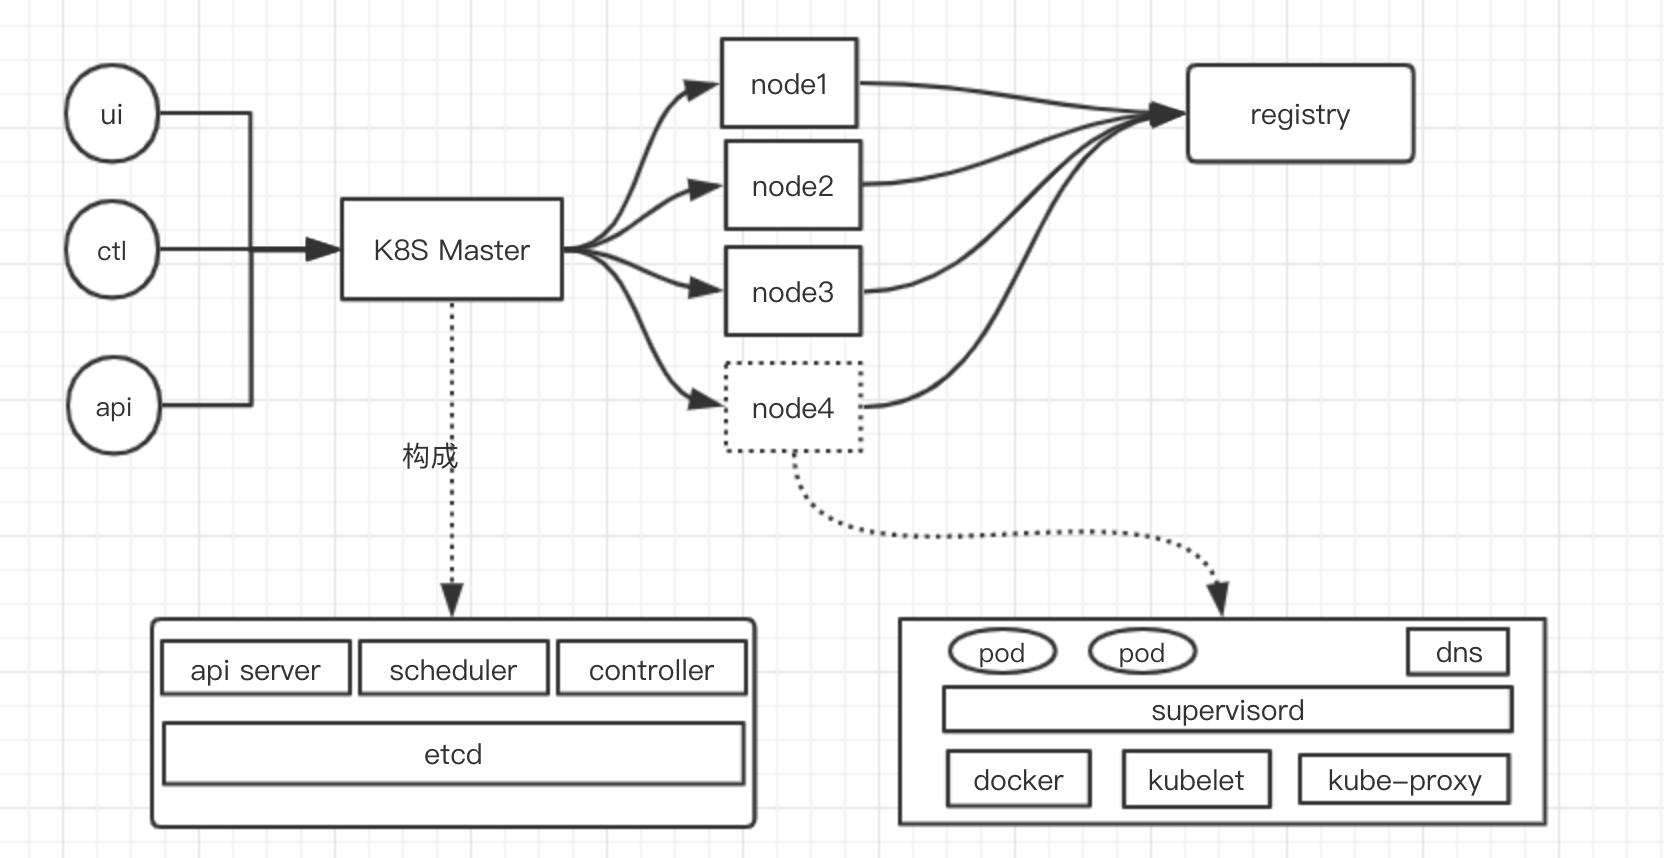 ui
ctl
api
K8S Master
node1
node2
node3
node4
registry
构成
api server
scheduler
controller
etcd
pod
pod
dns
supervisord
docker
kubelet
kube-proxy